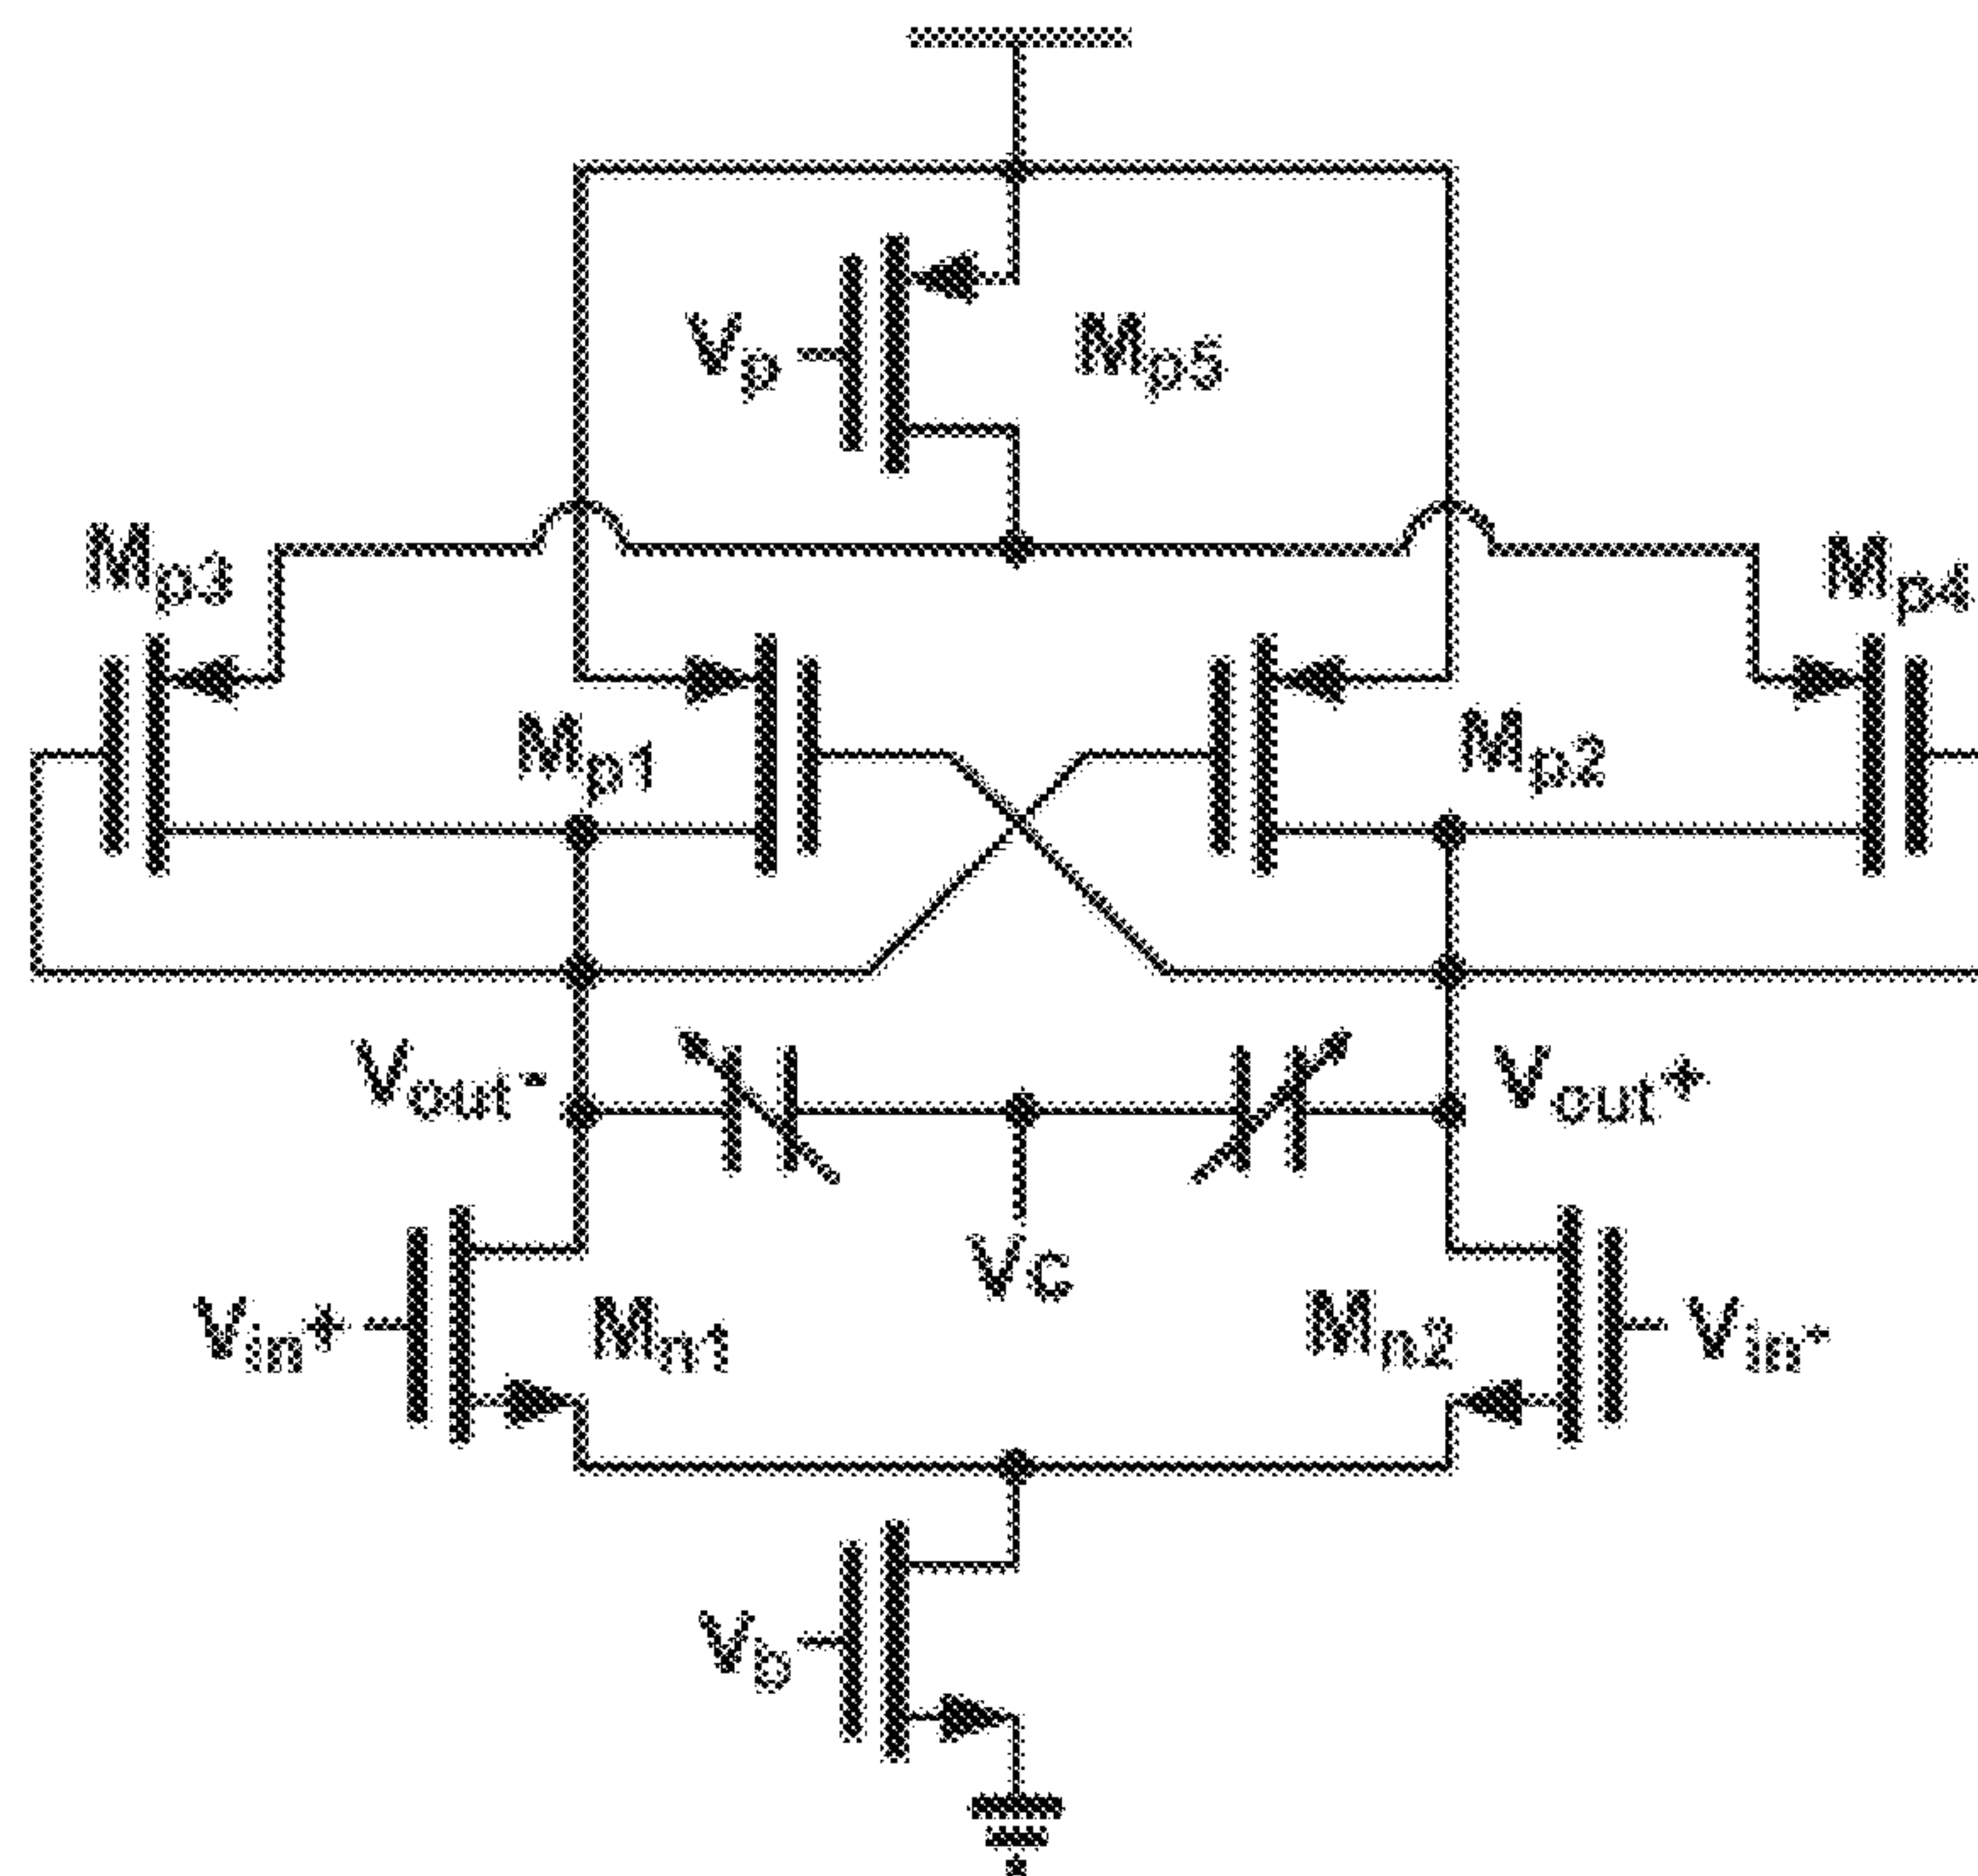 Vp
Mp5
Mp3
Mp4
Mp1
Mp2
Vout-
Vout+
Vc
Vin+
Mn1
Mn2
Vin-
Vb